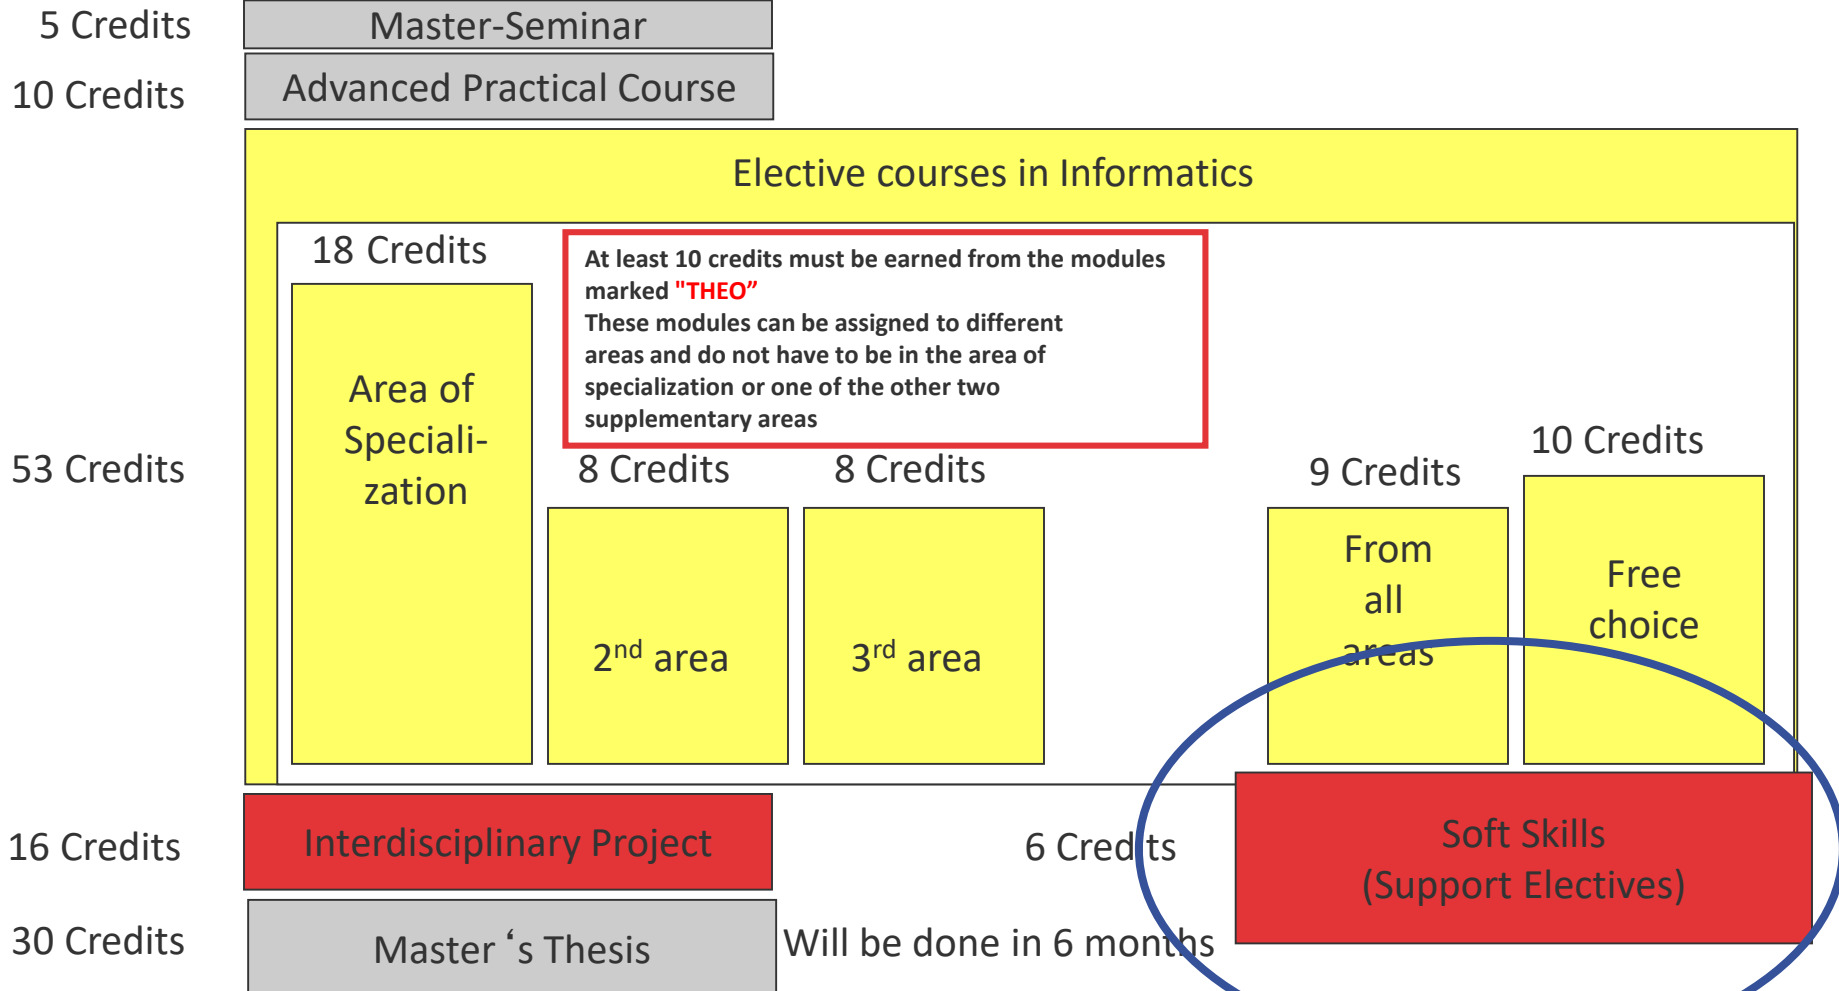 5 Credits
Master-Seminar
10 Credits
Advanced Practical Course
Elective courses in Informatics
18 Credits
At least 10 credits must be earned from the modules
marked "THEO”
These modules can be assigned to different
areas and do not have to be in the area of
specialization or one of the other two
supplementary areas
Area of
Speciali-
zation
53 Credits
8 Credits
2nd area
8 Credits
3rd area
9 Credits
From
all
areas
10 Credits
Free
choice
16 Credits
Interdisciplinary Project
6 Credits
Soft Skills
(Support Electives)
30 Credits
Master‘s Thesis
Will be done in 6 months